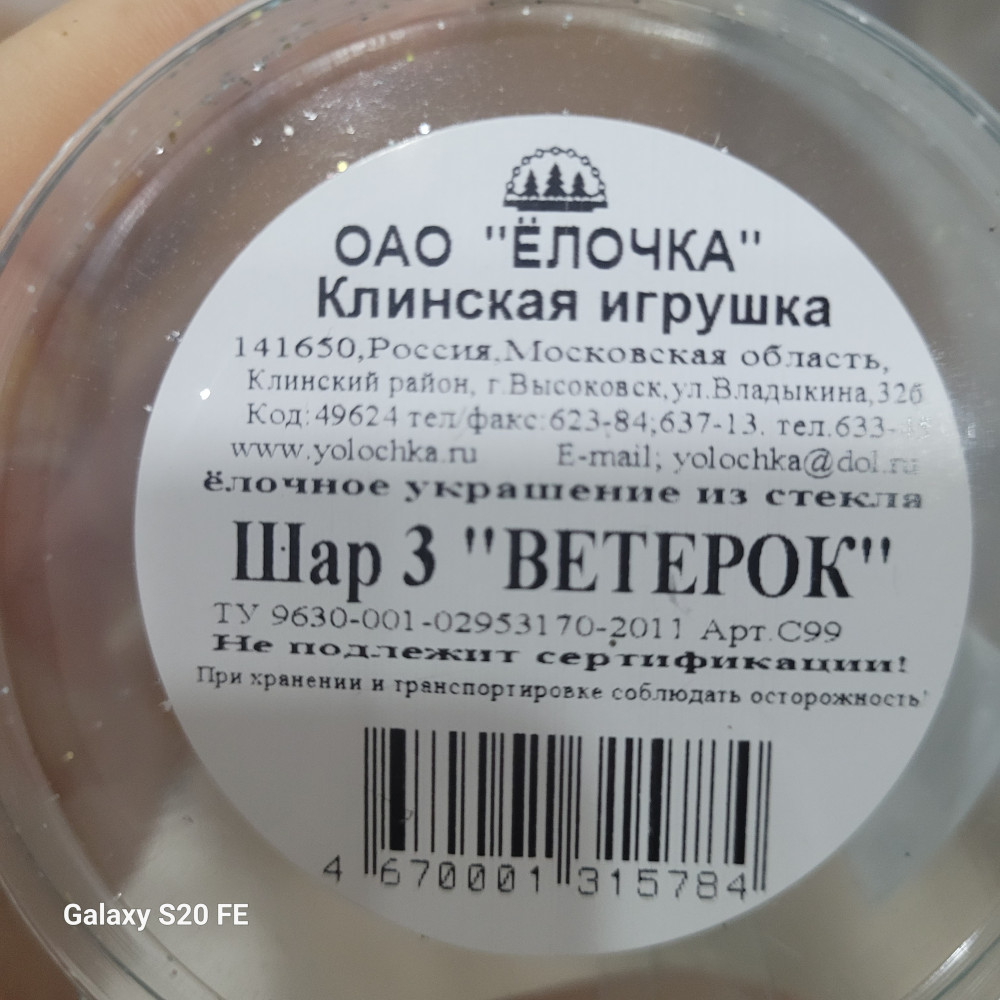 ОАО "ЁЛОЧКА"
Клинская игрушка
141650,Россия,Московская область,
Клинский район, г.Высоковск,ул.Владыкина,32б
Код:49624 тел/факс:623-84;637-13. тел.633-
www.yolochka.ru E-mail; yolochka@dol.ru
ёлочное украшение из стекла
Шар 3 "ВЕТЕРОК"
ТУ 9630-001-02953170-2011 Арт.С99
Не подлежит сертификации!
При хранении и транспортировке соблюдать осторожность!
4 670001 315784
Galaxy S20 FE